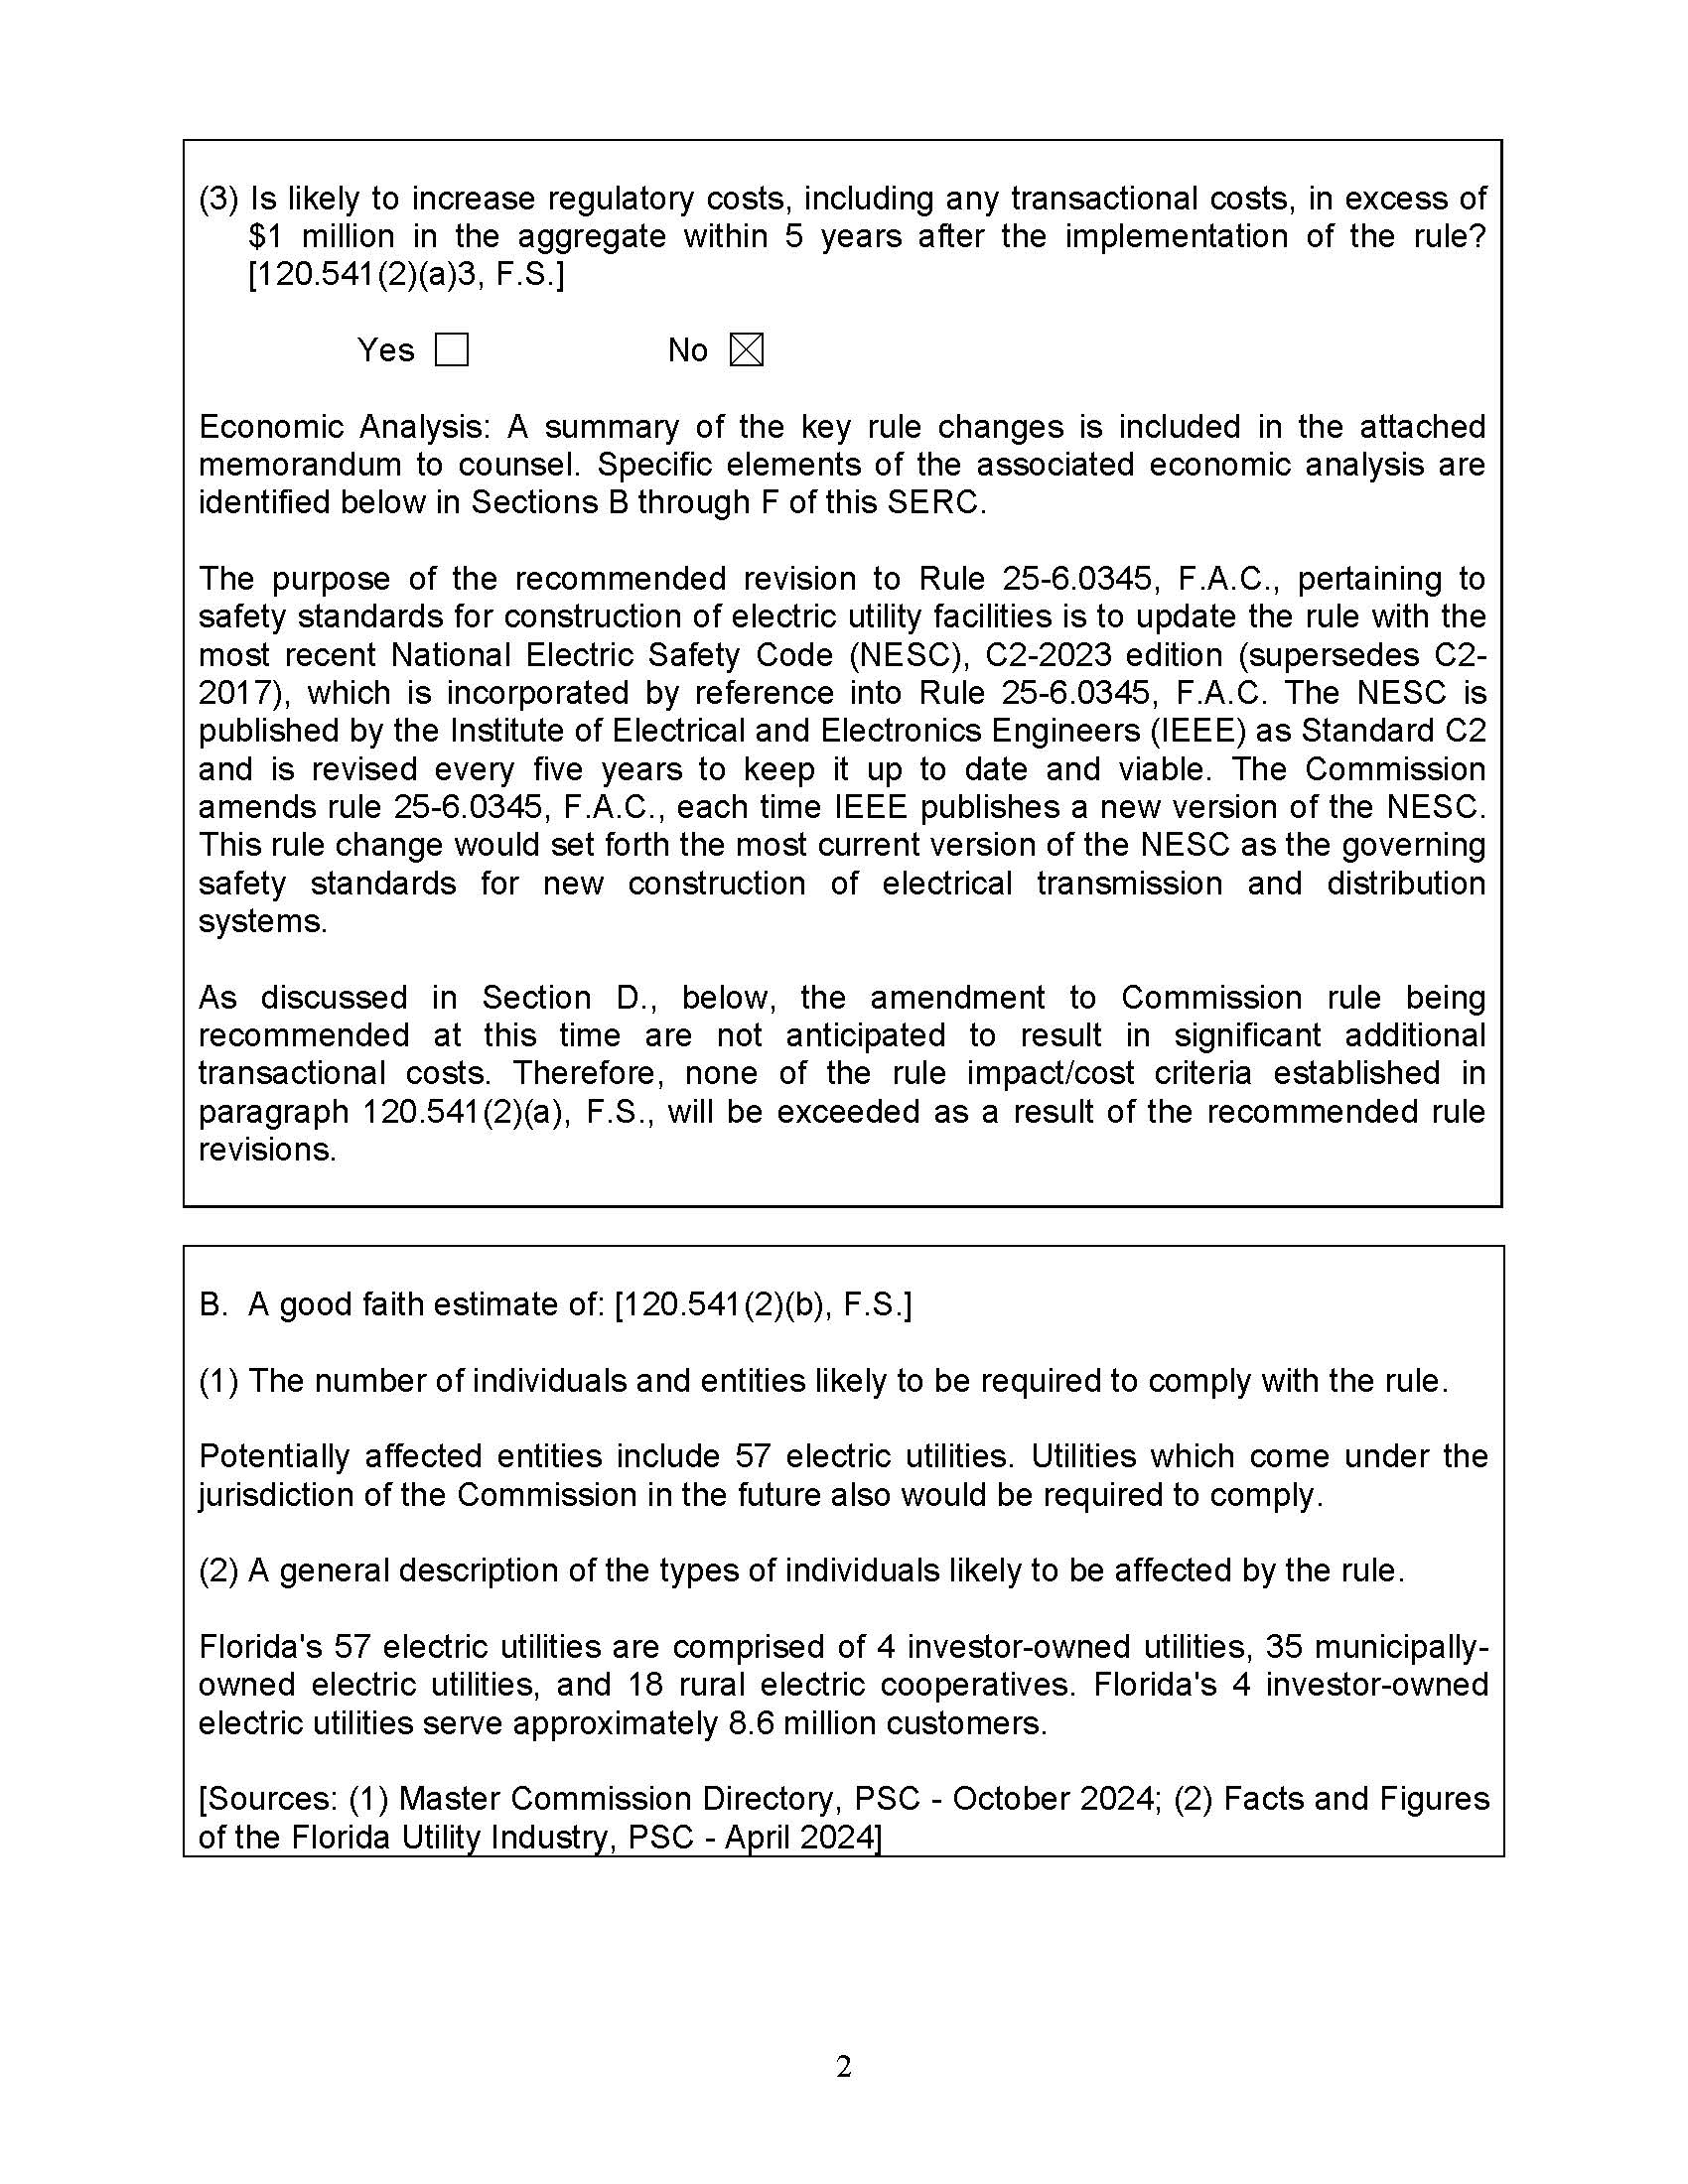 (3) Is likely to increase regulatory costs, including any transactional costs, in excess of
$1 million in the aggregate within 5 years after the implementation of the rule?
[120.541(2)(a)3, F.S.]
Yes ☐ No ☒
Economic Analysis: A summary of the key rule changes is included in the attached
memorandum to counsel. Specific elements of the associated economic analysis are
identified below in Sections B through F of this SERC.
The purpose of the recommended revision to Rule 25-6.0345, F.A.C., pertaining to
safety standards for construction of electric utility facilities is to update the rule with the
most recent National Electric Safety Code (NESC), C2-2023 edition (supersedes C2-
2017), which is incorporated by reference into Rule 25-6.0345, F.A.C. The NESC is
published by the Institute of Electrical and Electronics Engineers (IEEE) as Standard C2
and is revised every five years to keep it up to date and viable. The Commission
amends rule 25-6.0345, F.A.C., each time IEEE publishes a new version of the NESC.
This rule change would set forth the most current version of the NESC as the governing
safety standards for new construction of electrical transmission and distribution
systems.
As discussed in Section D., below, the amendment to Commission rule being
recommended at this time are not anticipated to result in significant additional
transactional costs. Therefore, none of the rule impact/cost criteria established in
paragraph 120.541(2)(a), F.S., will be exceeded as a result of the recommended rule
revisions.
B. A good faith estimate of: [120.541(2)(b), F.S.]
(1) The number of individuals and entities likely to be required to comply with the rule.
Potentially affected entities include 57 electric utilities. Utilities which come under the
jurisdiction of the Commission in the future also would be required to comply.
(2) A general description of the types of individuals likely to be affected by the rule.
Florida's 57 electric utilities are comprised of 4 investor-owned utilities, 35 municipally-
owned electric utilities, and 18 rural electric cooperatives. Florida's 4 investor-owned
electric utilities serve approximately 8.6 million customers.
[Sources: (1) Master Commission Directory, PSC - October 2024; (2) Facts and Figures
of the Florida Utility Industry, PSC - April 2024]
2